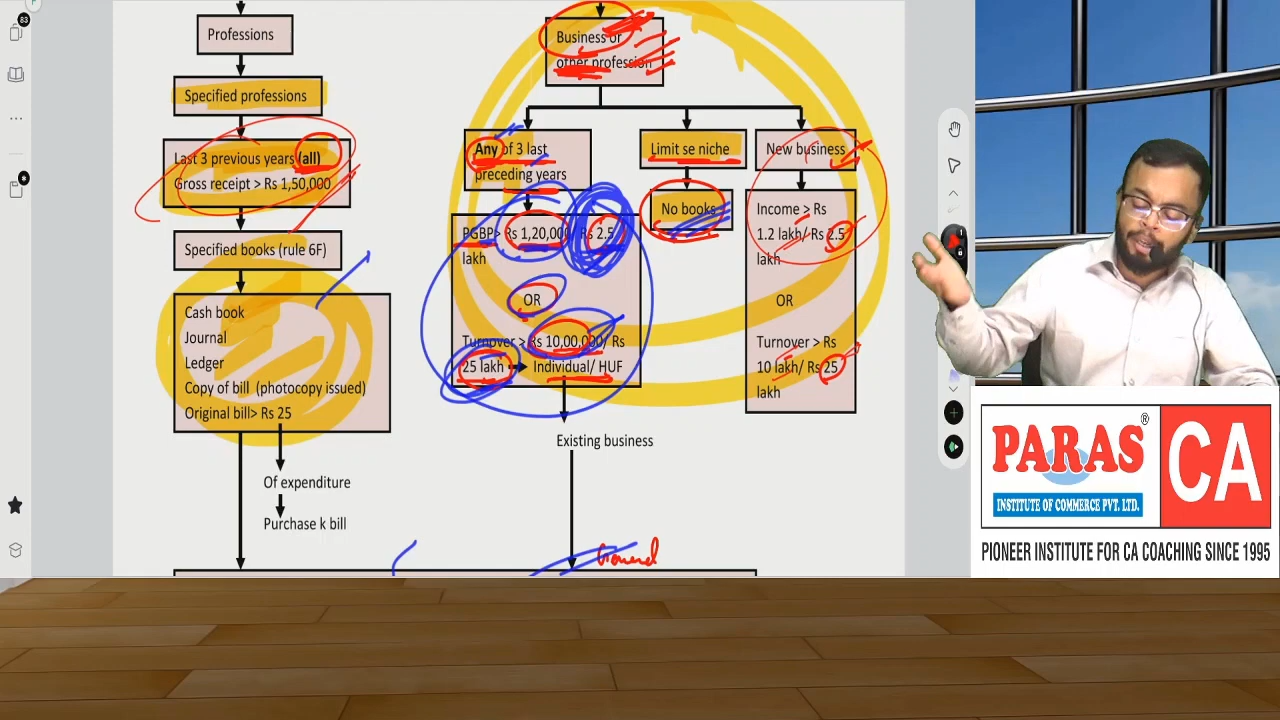 83
Professions
Specified professions
Last 3 previous years (all)
Gross receipt > Rs 1,50,000
Specified books (rule 6F)
Cash book
Journal
Ledger
Copy of bill (photocopy issued)
Original bill> Rs 25
Of expenditure
Purchase k bill
Business or
other profession
Any of 3 last
preceding years
PGBP> Rs 1,20,000/ Rs 2.5
lakh
OR
Turnover > Rs 10,00,000/ Rs
25 lakh → Individual/ HUF
Existing business
Limit se niche
No books
New business
Income > Rs
1.2 lakh/ Rs 2.5
lakh
OR
Turnover > Rs
10 lakh/ Rs 25
lakh
PARAS®
INSTITUTE OF COMMERCE PVT. LTD.
CA
PIONEER INSTITUTE FOR CA COACHING SINCE 1995